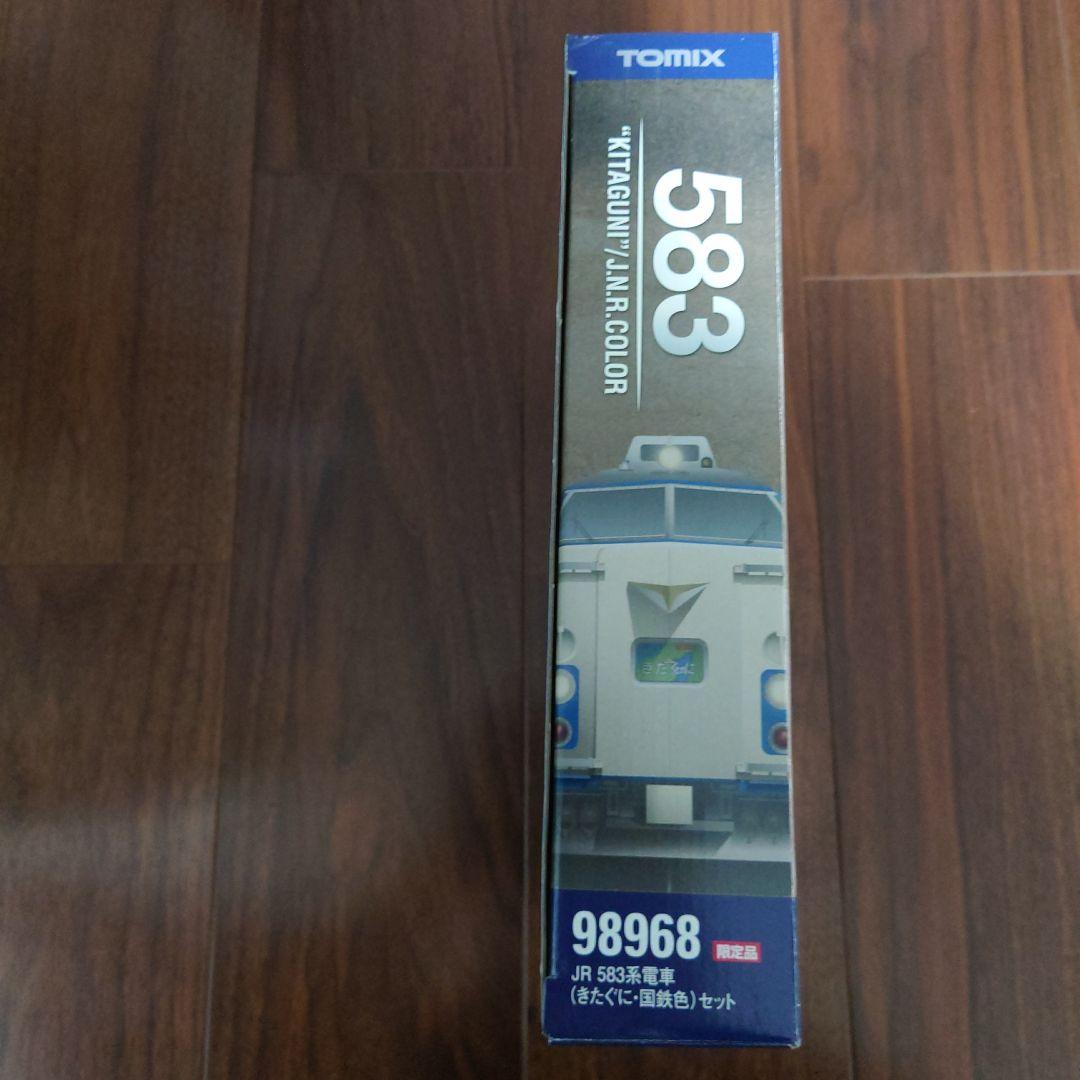 TOMIX
583
“KITAGUNI”/J.N.R.COLOR
きたぐに
98968 限定品
JR 583系電車
(きたぐに・国鉄色)セット